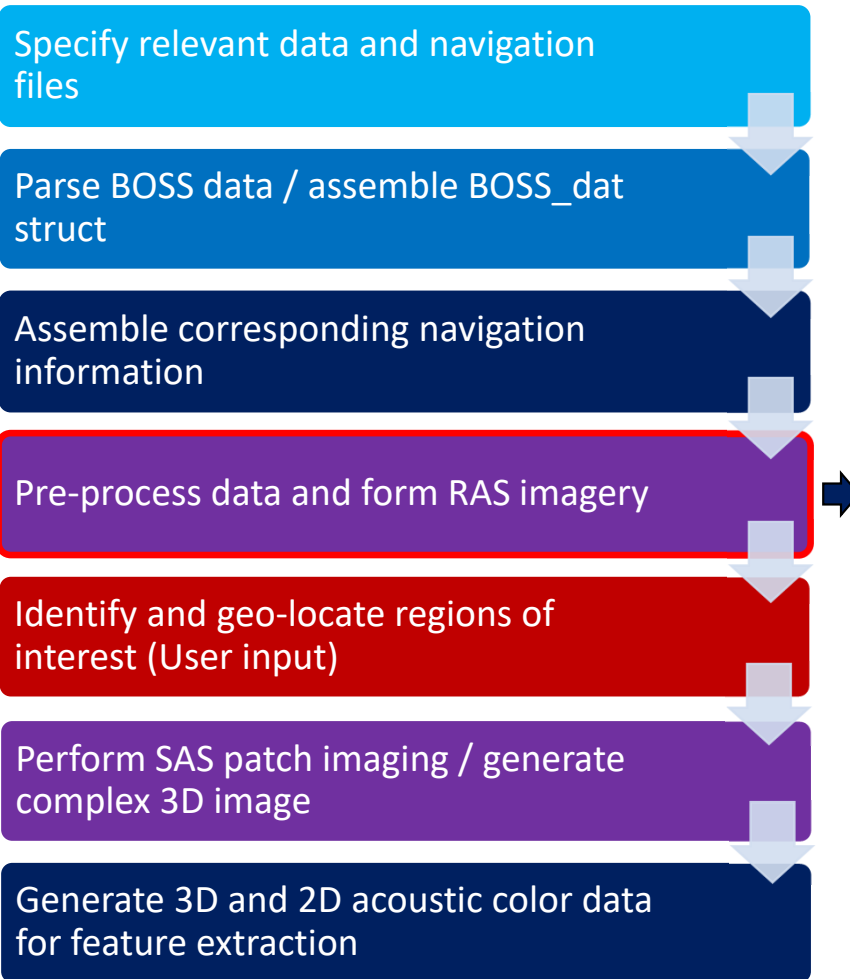 Specify relevant data and navigation
files
Parse BOSS data / assemble BOSS_dat
struct
Assemble corresponding navigation
information
Pre-process data and form RAS imagery
Identify and geo-locate regions of
interest (User input)
Perform SAS patch imaging / generate
complex 3D image
Generate 3D and 2D acoustic color data
for feature extraction